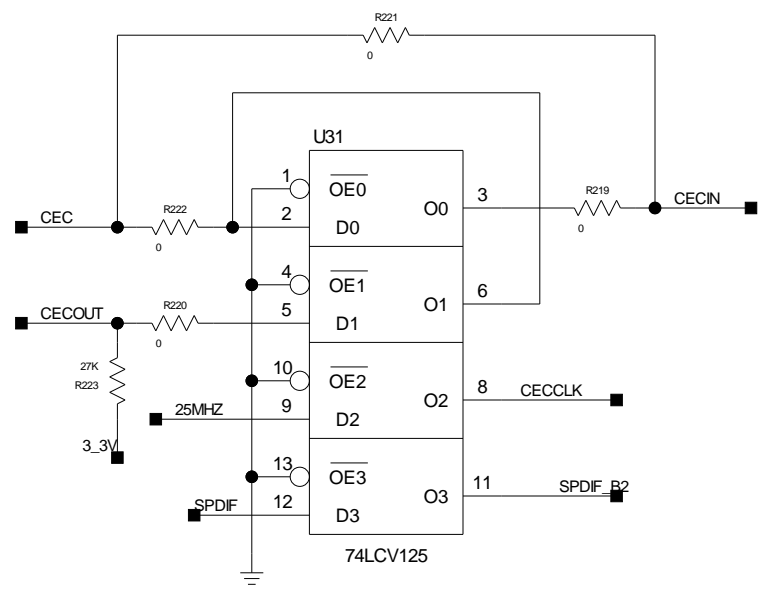 R221
0
U31
1
OE0
3
R219
CECIN
CEC
R222
2
D0
O0
0
0
4
OE1
6
CECOUT
R220
5
D1
O1
0
27K
R223
10
OE2
8
CECCLK
25MHZ
9
D2
O2
3_3V
13
OE3
11
SPDIF_B2
SPDIF
12
D3
O3
74LCV125